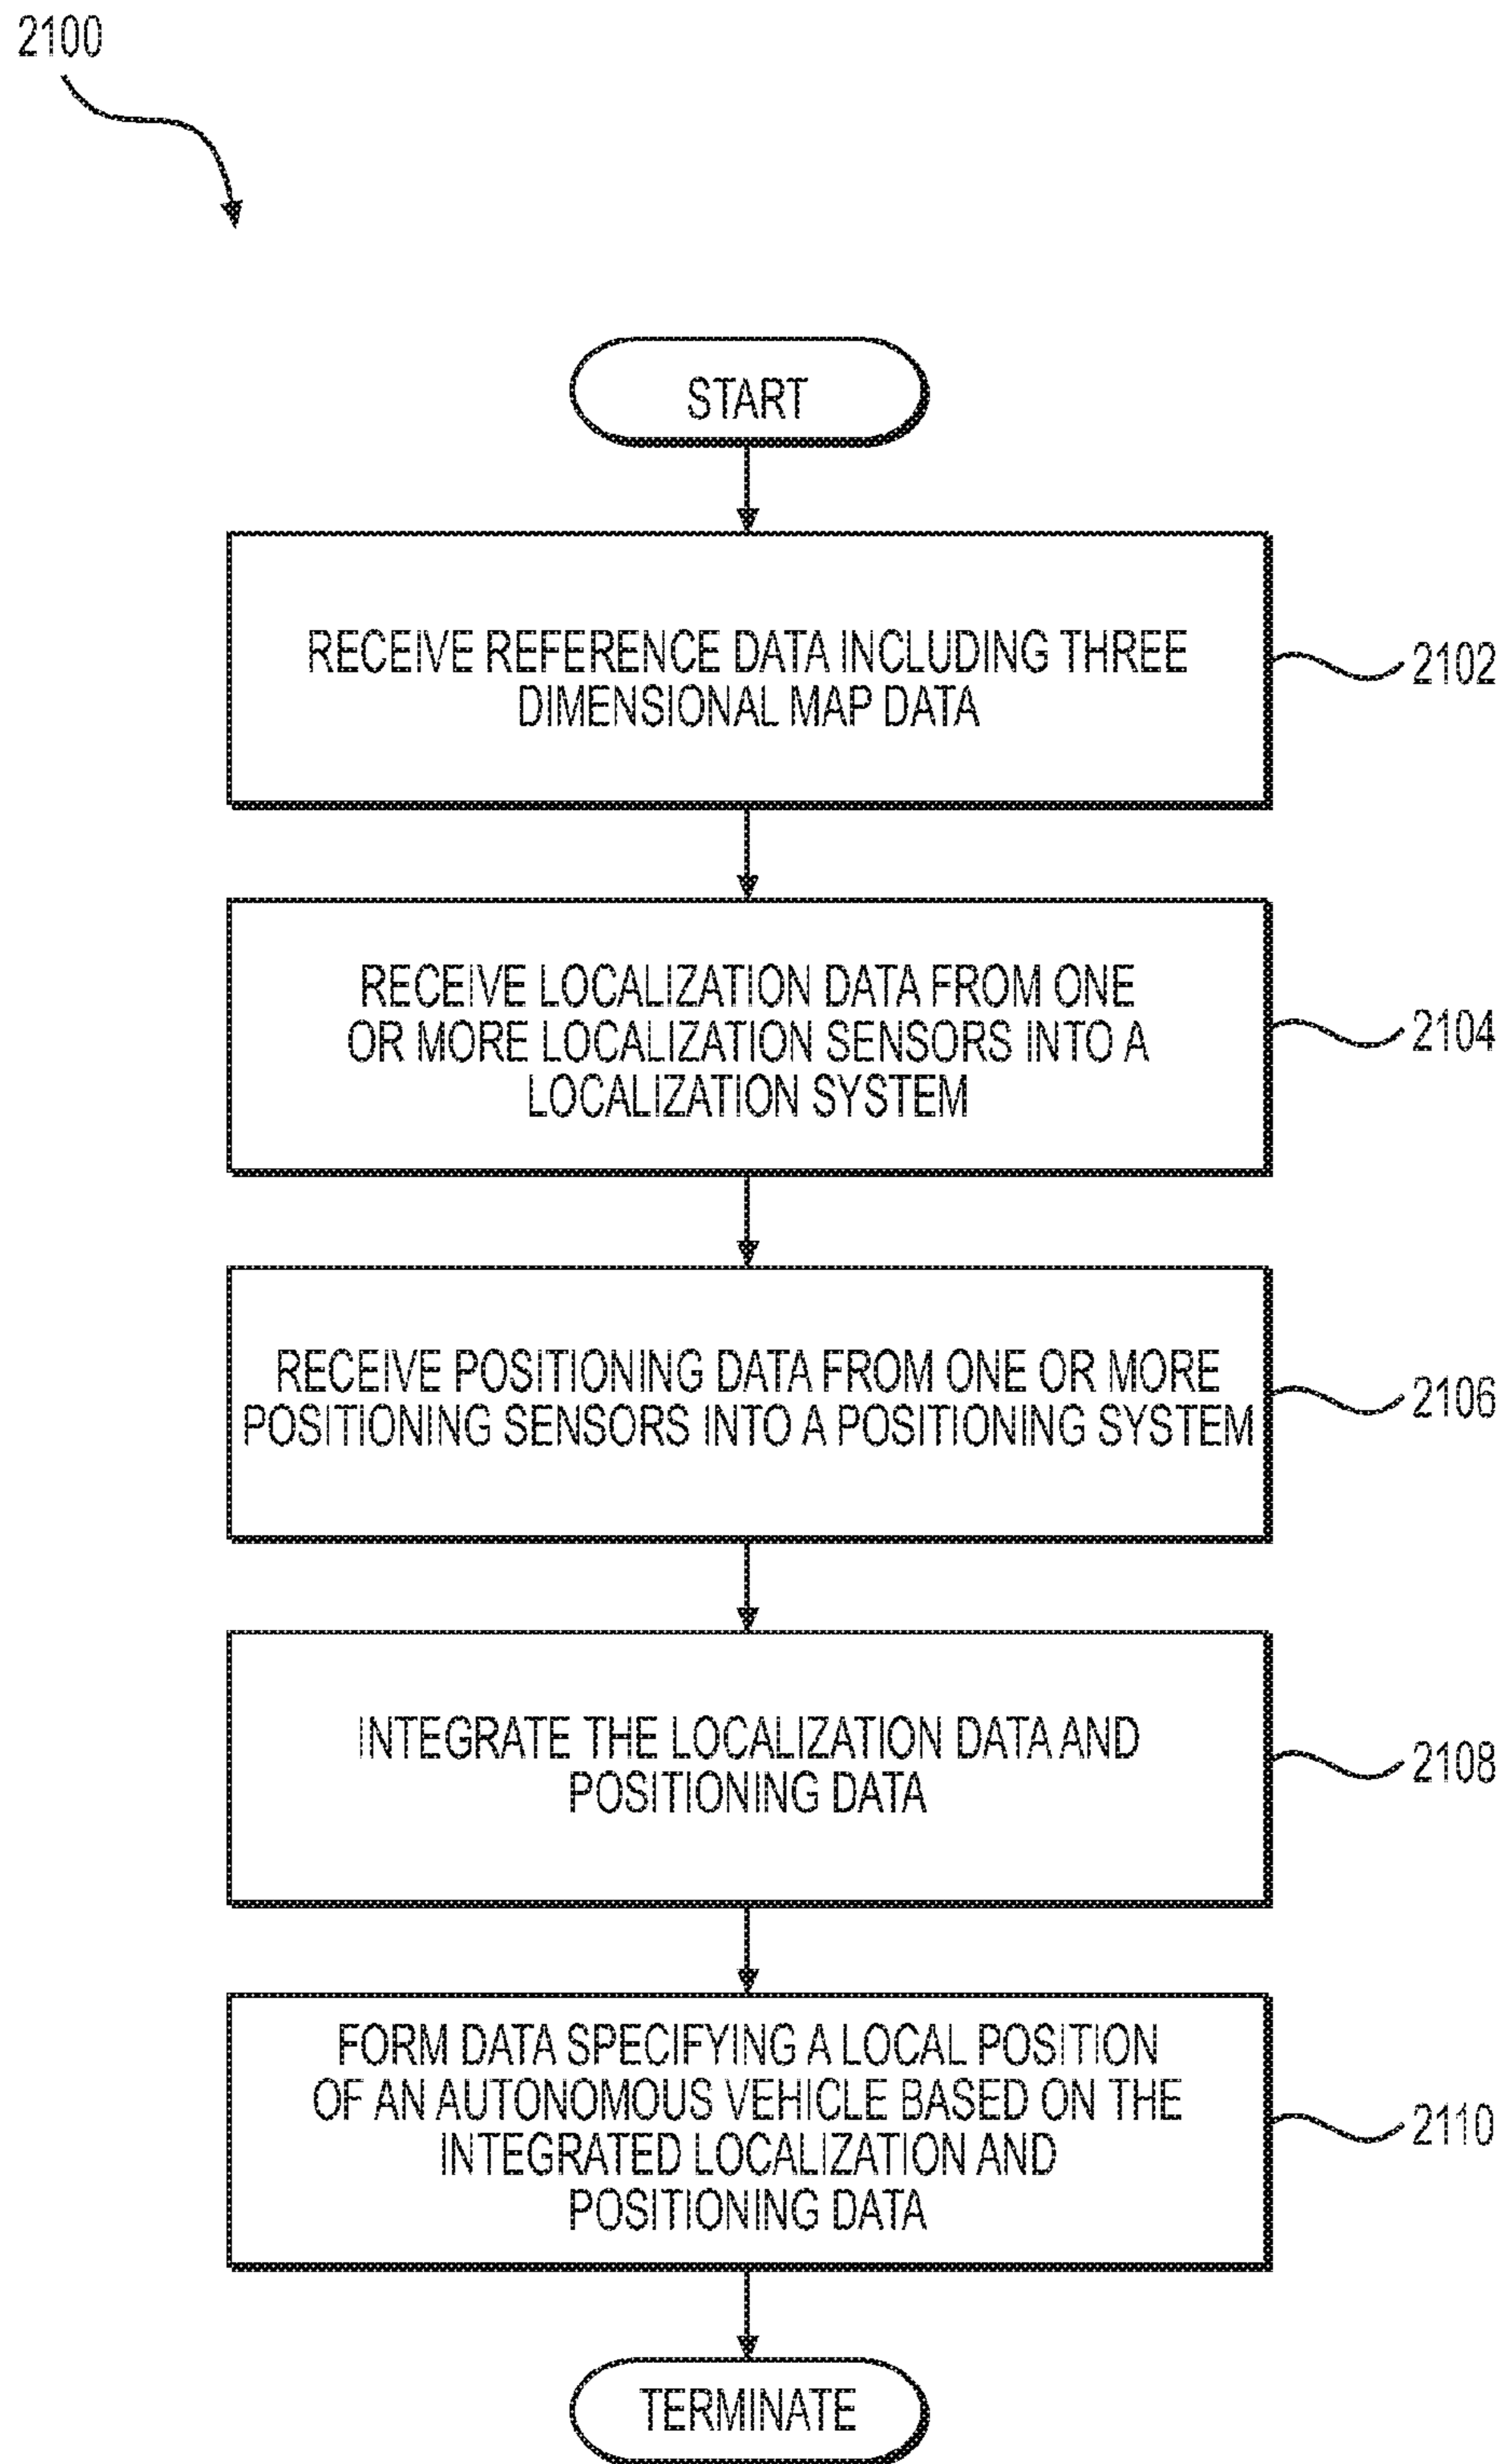 2100
START
RECEIVE REFERENCE DATA INCLUDING THREE
DIMENSIONAL MAP DATA
2102
RECEIVE LOCALIZATION DATA FROM ONE
OR MORE LOCALIZATION SENSORS INTO A
LOCALIZATION SYSTEM
2104
RECEIVE POSITIONING DATA FROM ONE OR MORE
POSITIONING SENSORS INTO A POSITIONING SYSTEM
2106
INTEGRATE THE LOCALIZATION DATA AND
POSITIONING DATA
2108
FORM DATA SPECIFYING A LOCAL POSITION
OF AN AUTONOMOUS VEHICLE BASED ON THE
INTEGRATED LOCALIZATION AND
POSITIONING DATA
2110
TERMINATE